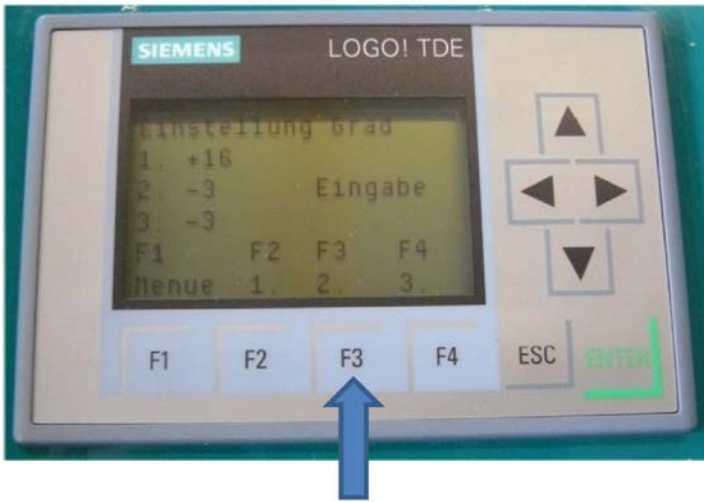 SIEMENS LOGO! TDE
Einstellung Grad
1. +16
2. -3 Eingabe
3. -3
F1 F2 F3 F4
Menue 1. 2. 3.
F1 F2 F3 F4 ESC ENTER